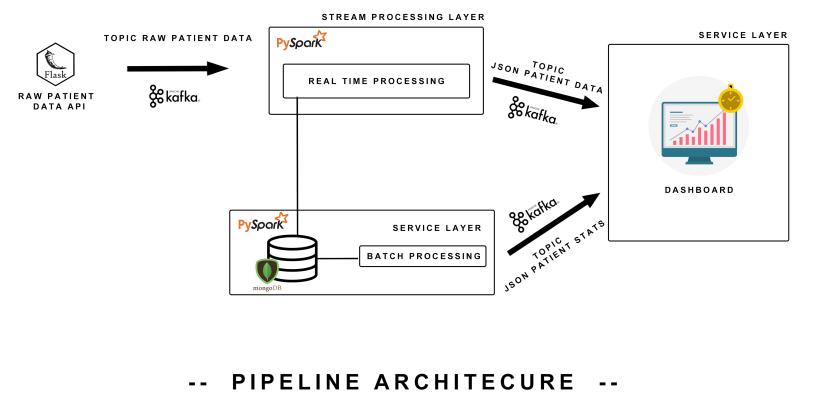 STREAM PROCESSING LAYER
TOPIC RAW PATIENT DATA
SERVICE LAYER
PySpark
Flask
REAL TIME PROCESSING
TOPIC
JSON PATIENT DATA
RAW PATIENT
DATA API
kafka
kafka
DASHBOARD
kafka
PySpark
SERVICE LAYER
BATCH PROCESSING
TOPIC
JSON PATIENT STATS
mongoDB
-- PIPELINE ARCHITECURE --